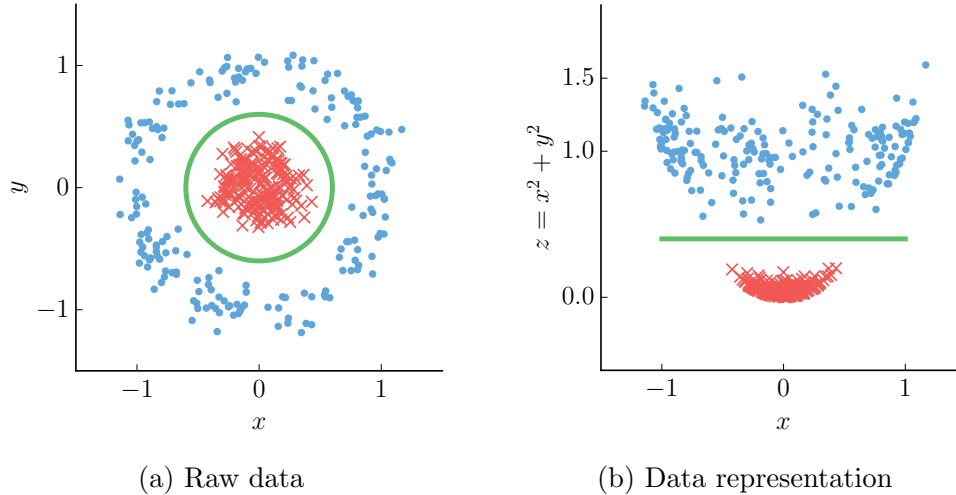 1
0
−1
y
−1
0
1
x
(a) Raw data
1.5
1.0
0.0
z = x² + y²
−1
0
1
x
(b) Data representation